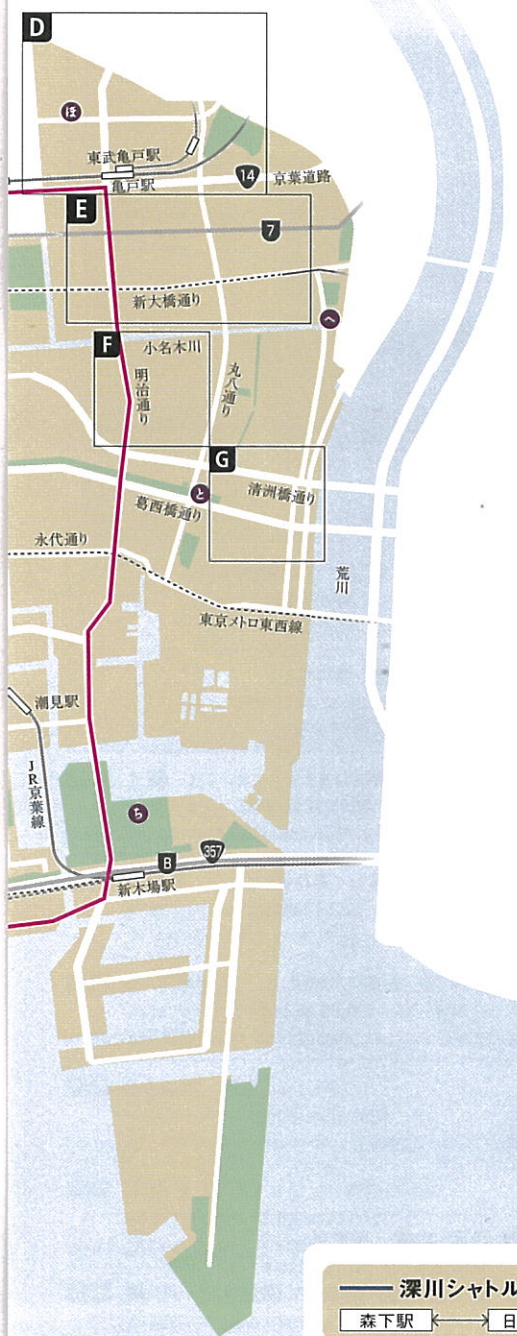 D
ほ
東武亀戸駅
亀戸駅
14
京葉道路
E
7
新大橋通り
へ
F
小名木川
明治通り
丸八通り
G
清洲橋通り
と
葛西橋通り
永代通り
荒川
東京メトロ東西線
潮見駅
JR京葉線
ち
B
357
新木場駅
深川シャトル
森下駅
日